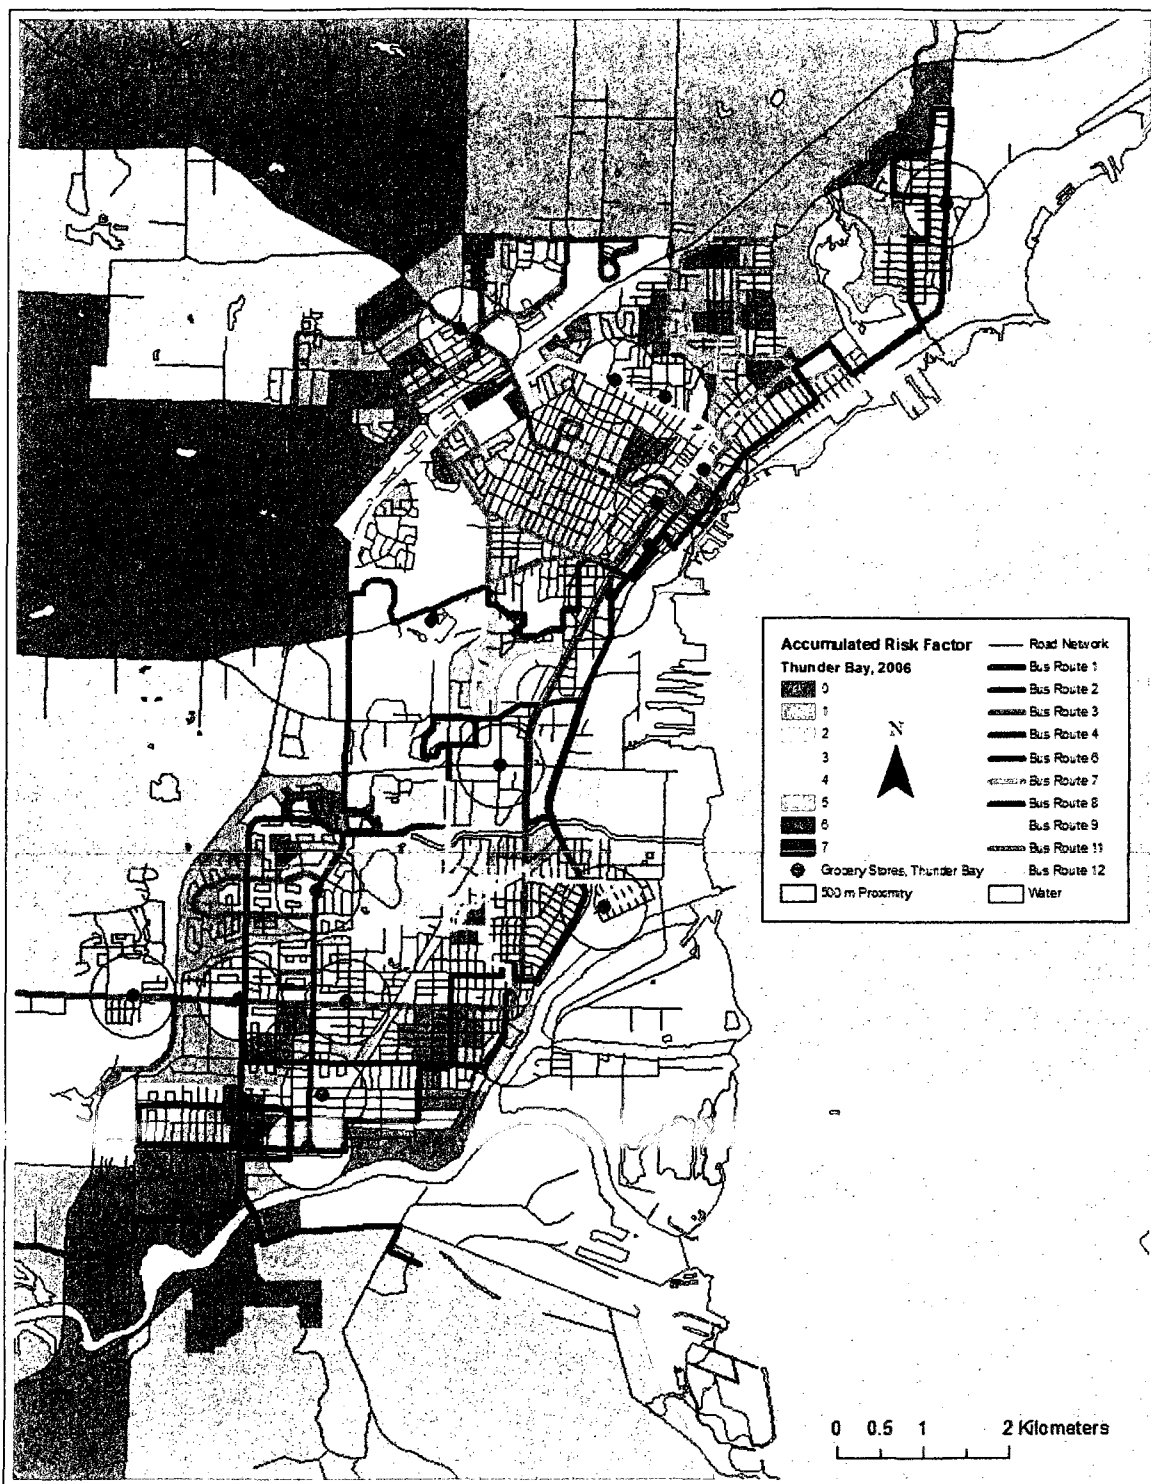 Accumulated Risk Factor
Thunder Bay, 2006
0
1
2
3
4
5
6
7
Grocery Stores, Thunder Bay
500 m Proximity
N
Road Network
Bus Route 1
Bus Route 2
Bus Route 3
Bus Route 4
Bus Route 6
Bus Route 7
Bus Route 8
Bus Route 9
Bus Route 11
Bus Route 12
Water
0 0.5 1 2 Kilometers